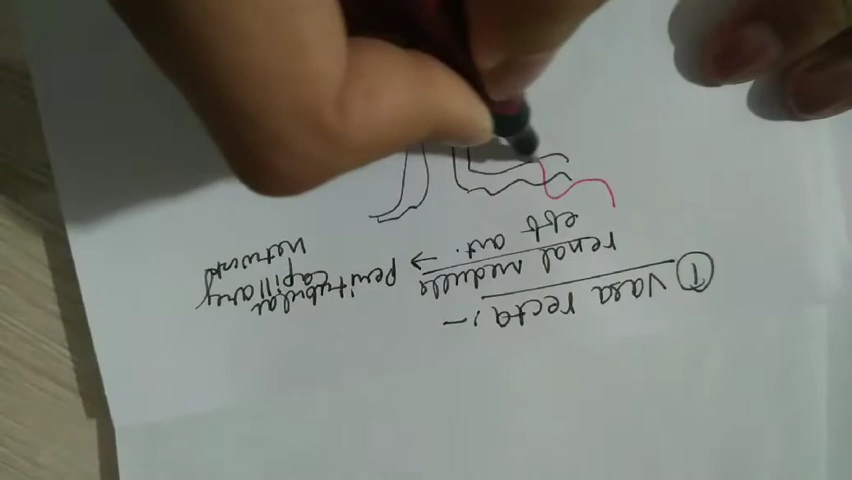 ① Vasa recta :-
renal medulla
eff art. → Peritubular
capillary
network